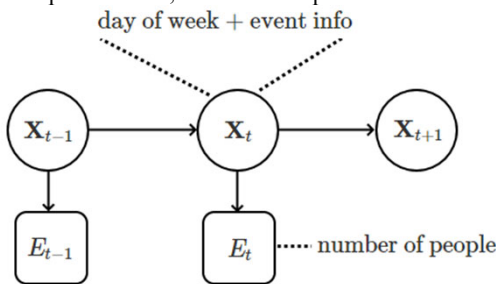 day of week + event info
X_{t−1}
X_t
X_{t+1}
E_{t−1}
E_t
number of people